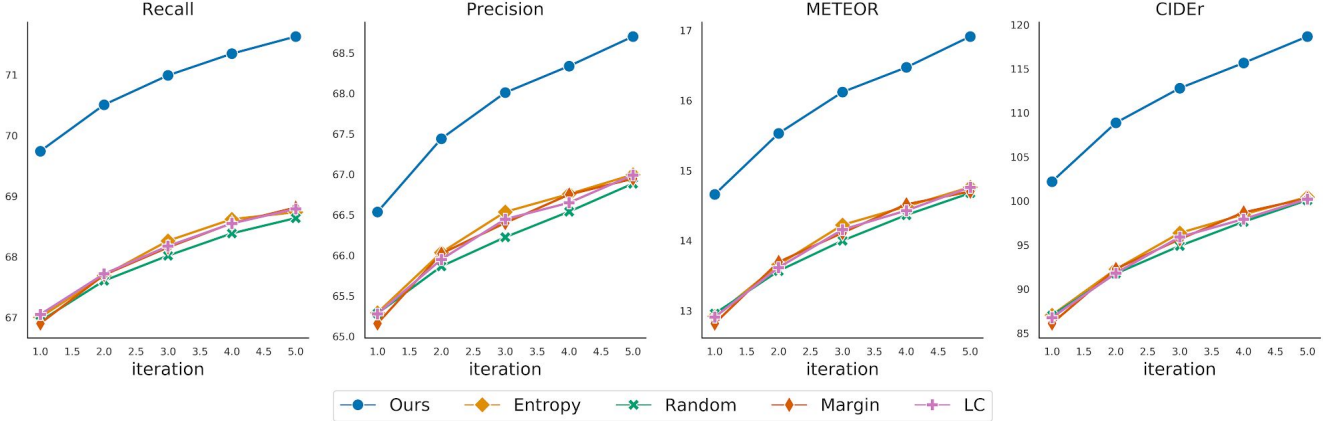 Recall Precision METEOR CIDEr
71
70
69
68
67
1.0 1.5 2.0 2.5 3.0 3.5 4.0 4.5 5.0
iteration
68.5
68.0
67.5
67.0
66.5
66.0
65.5
65.0
1.0 1.5 2.0 2.5 3.0 3.5 4.0 4.5 5.0
iteration
17
16
15
14
13
1.0 1.5 2.0 2.5 3.0 3.5 4.0 4.5 5.0
iteration
120
115
110
105
100
95
90
85
1.0 1.5 2.0 2.5 3.0 3.5 4.0 4.5 5.0
iteration
Ours Entropy Random Margin LC